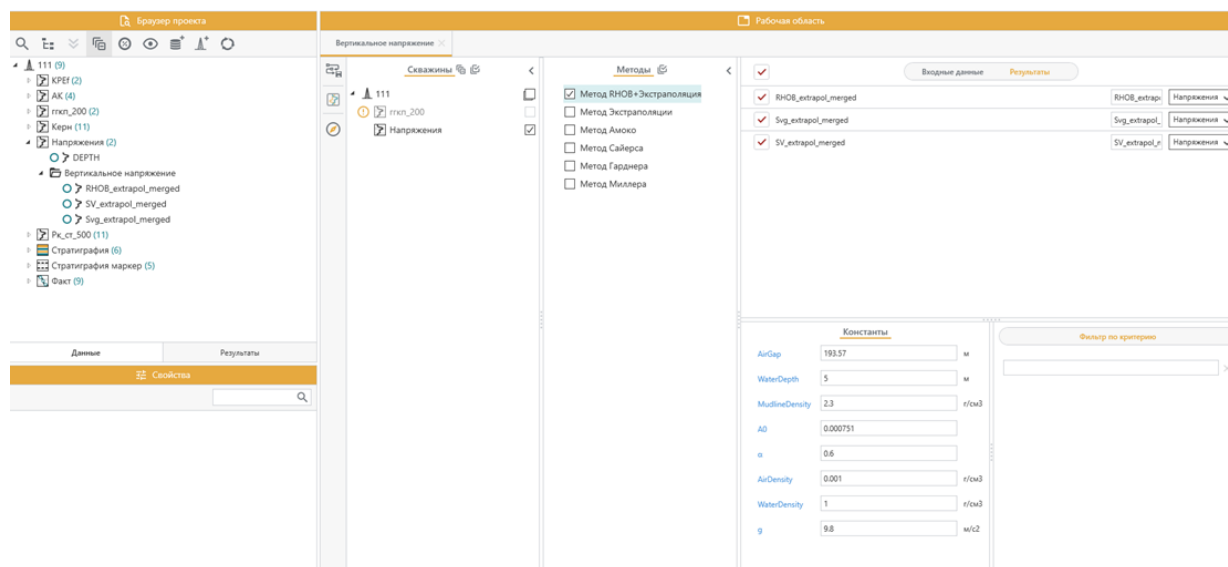 Браузер проекта
Рабочая область
Вертикальное напряжение
111 (9)
KPEf (2)
АК (4)
ггкп_200 (2)
Керн (11)
Напряжения (2)
DEPTH
Вертикальное напряжение
RHOB_extrapol_merged
SV_extrapol_merged
Svg_extrapol_merged
Рк_ст_500 (11)
Стратиграфия (6)
Стратиграфия маркер (5)
Факт (9)
Данные
Результаты
Свойства
Скважины
111
ггкп_200
Напряжения
Методы
Метод RHOB+Экстраполяция
Метод Экстраполяции
Метод Амоко
Метод Сайерса
Метод Гарднера
Метод Миллера
Входные данные
Результаты
RHOB_extrapol_merged
RHOB_extrap
Напряжения
Svg_extrapol_merged
Svg_extrapol_
Напряжения
SV_extrapol_merged
SV_extrapol_r
Напряжения
Константы
AirGap 193.57 м
WaterDepth 5 м
MudlineDensity 2.3 г/см3
A0 0.000751
α 0.6
AirDensity 0.001 г/см3
WaterDensity 1 г/см3
g 9.8 м/с2
Фильтр по критерию